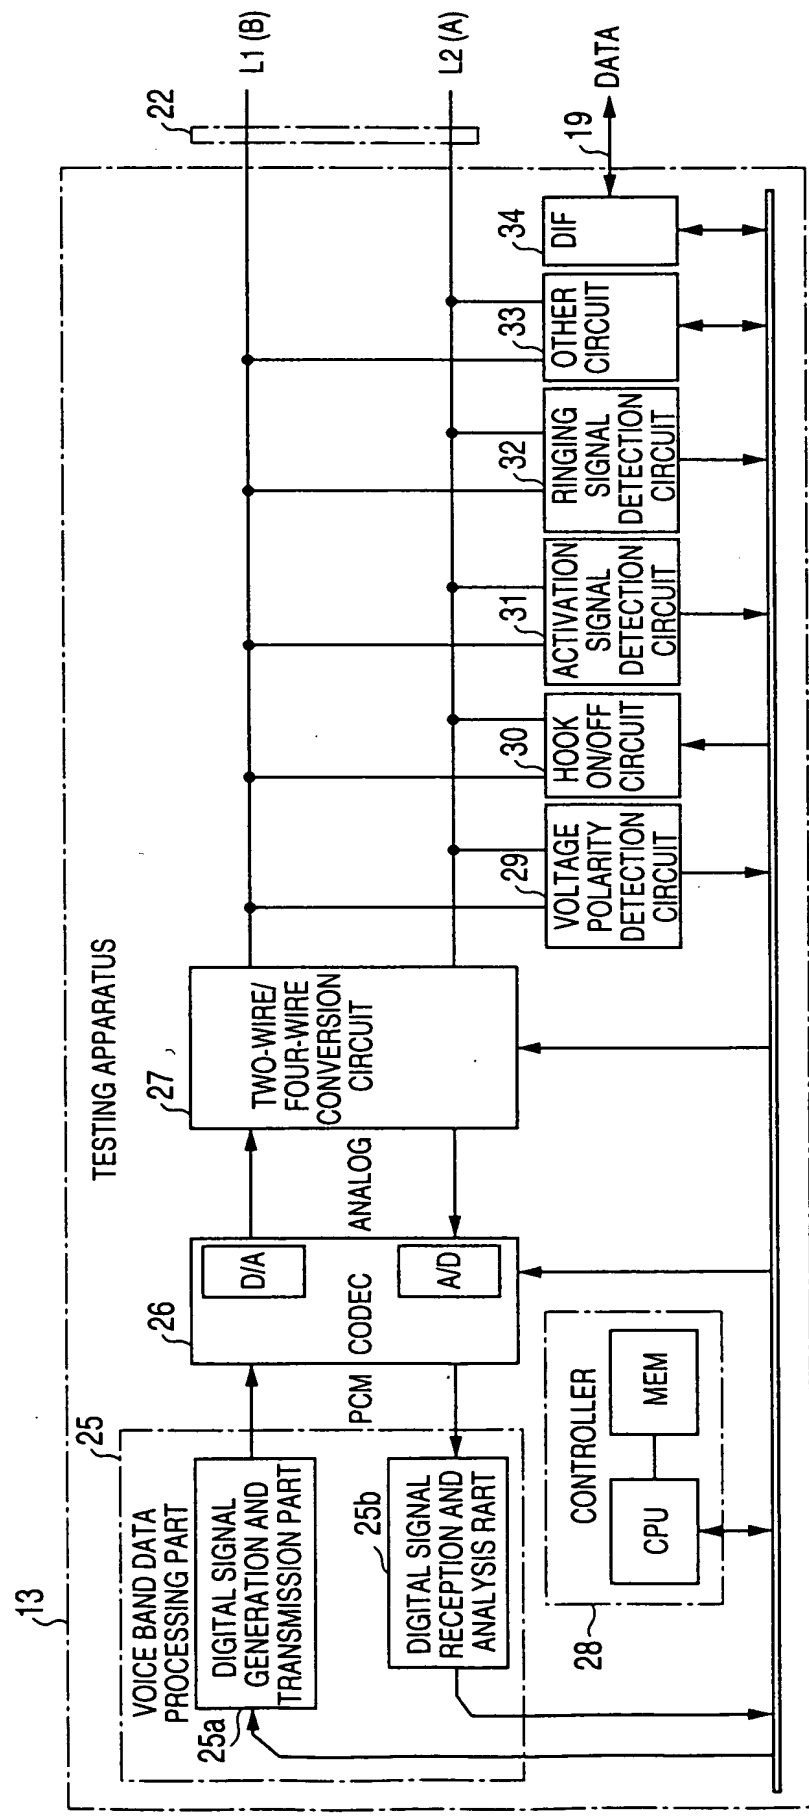 13
TESTING APPARATUS
25
VOICE BAND DATA
PROCESSING PART
DIGITAL SIGNAL
GENERATION AND
TRANSMISSION PART
25a
25b
DIGITAL SIGNAL
RECEPTION AND
ANALYSIS RART
PCM
26
D/A
CODEC
A/D
ANALOG
27
TWO-WIRE/
FOUR-WIRE
CONVERSION
CIRCUIT
22
L1 (B)
L2 (A)
CONTROLLER
CPU
MEM
28
29
VOLTAGE
POLARITY
DETECTION
CIRCUIT
30
HOOK
ON/OFF
CIRCUIT
31
ACTIVATION
SIGNAL
DETECTION
CIRCUIT
32
RINGING
SIGNAL
DETECTION
CIRCUIT
33
OTHER
CIRCUIT
34
DIF
19
DATA